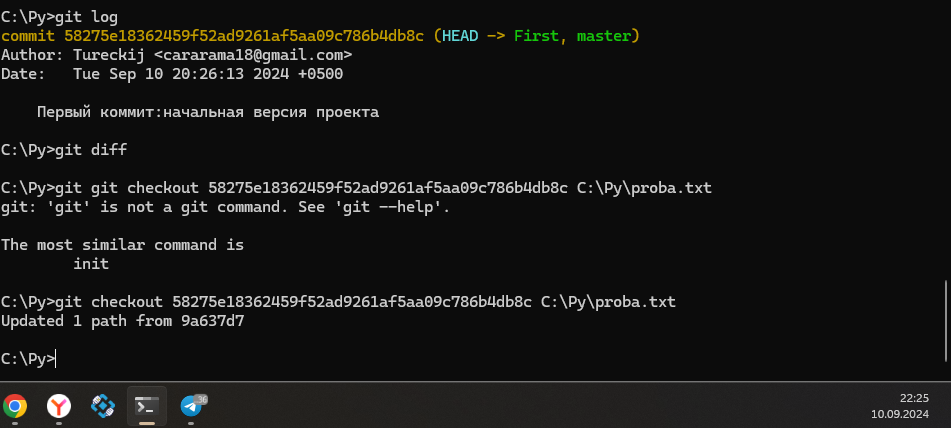 C:\Py>git log
commit 58275e18362459f52ad9261af5aa09c786b4db8c (HEAD -> First, master)
Author: Tureckij <cararama18@gmail.com>
Date:   Tue Sep 10 20:26:13 2024 +0500
Первый коммит:начальная версия проекта
C:\Py>git diff
C:\Py>git git checkout 58275e18362459f52ad9261af5aa09c786b4db8c C:\Py\proba.txt
git: 'git' is not a git command. See 'git --help'.
The most similar command is
init
C:\Py>git checkout 58275e18362459f52ad9261af5aa09c786b4db8c C:\Py\proba.txt
Updated 1 path from 9a637d7
C:\Py>
36
22:25
10.09.2024